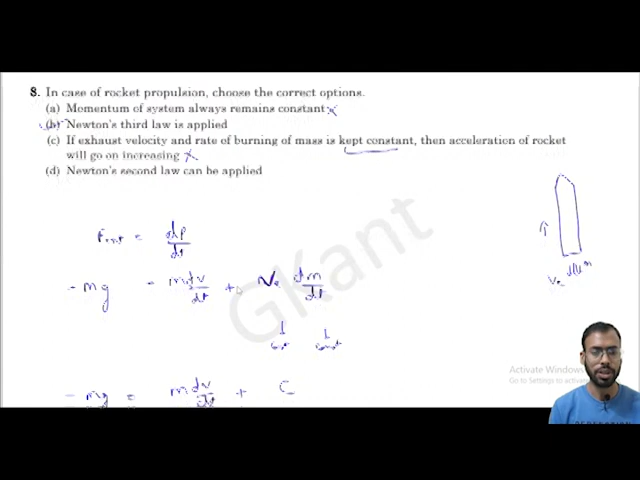 8. In case of rocket propulsion, choose the correct options.
(a) Momentum of system always remains constant
(b) Newton's third law is applied
(c) If exhaust velocity and rate of burning of mass is kept constant, then acceleration of rocket
will go on increasing
(d) Newton's second law can be applied
GKant
Fext = dp/dt
- mg = m dv/dt + Ve dm/dt
Ve
- mg = m dv/dt + C
Activate Windows
Go to Settings to activate